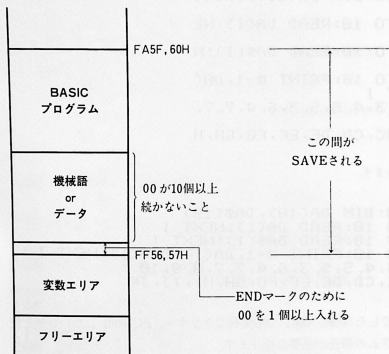 FA5F,60H
BASIC
プログラム
この間が
SAVEされる
機械語
or
データ
00が10個以上
続かないこと
FF56,57H
変数エリア
ENDマークのために
00を1個以上入れる
フリーエリア